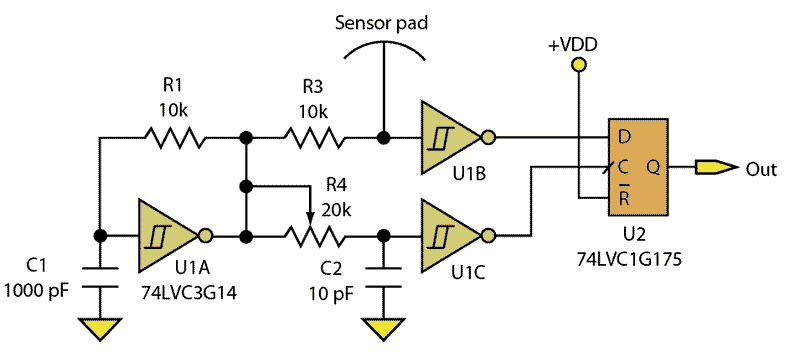 Sensor pad
+VDD
R1
10k
R3
10k
D
C
Q
R
Out
U1B
R4
20k
U2
74LVC1G175
C1
1000 pF
U1A
74LVC3G14
C2
10 pF
U1C